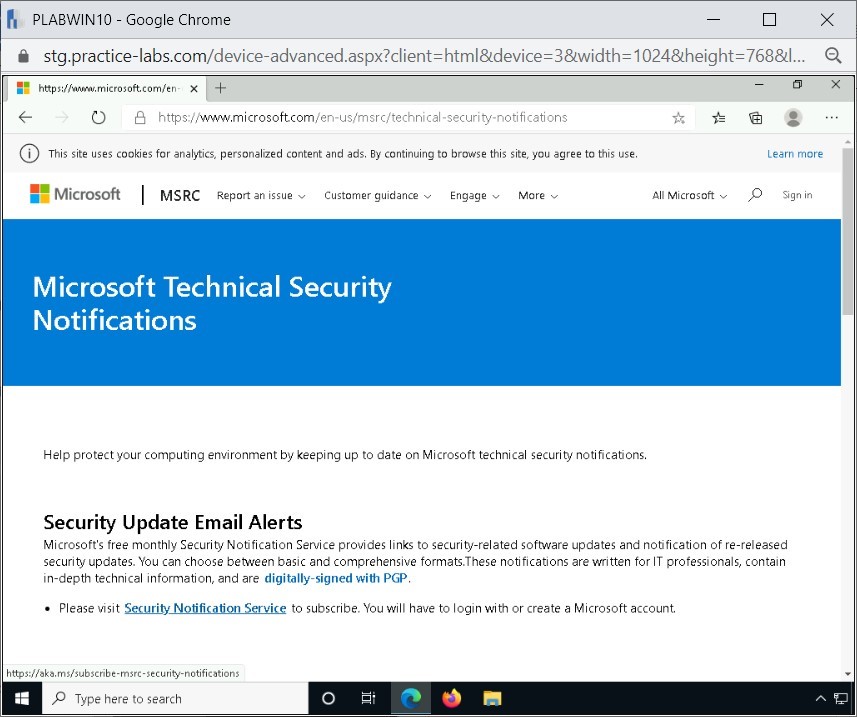 PLABWIN10 - Google Chrome
stg.practice-labs.com/device-advanced.aspx?client=html&device=3&width=1024&height=768&l...
https://www.microsoft.com/en-
https://www.microsoft.com/en-us/msrc/technical-security-notifications
This site uses cookies for analytics, personalized content and ads. By continuing to browse this site, you agree to this use. Learn more
Microsoft MSRC Report an issue Customer guidance Engage More All Microsoft Sign in
Microsoft Technical Security
Notifications
Help protect your computing environment by keeping up to date on Microsoft technical security notifications.
Security Update Email Alerts
Microsoft's free monthly Security Notification Service provides links to security-related software updates and notification of re-released
security updates. You can choose between basic and comprehensive formats.These notifications are written for IT professionals, contain
in-depth technical information, and are digitally-signed with PGP.
• Please visit Security Notification Service to subscribe. You will have to login with or create a Microsoft account.
https://aka.ms/subscribe-msrc-security-notifications
Type here to search